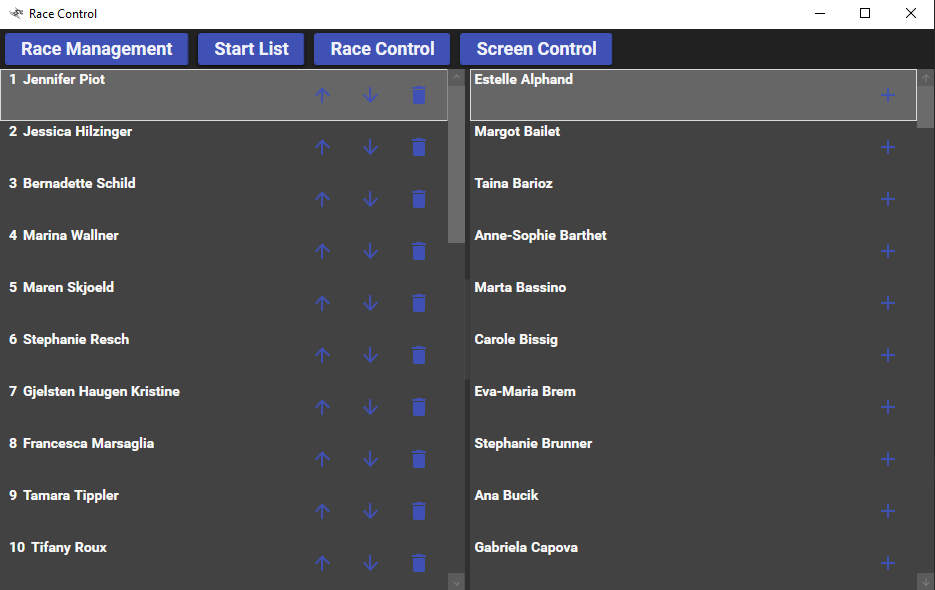 Race Control
Race Management
Start List
Race Control
Screen Control
1 Jennifer Piot
2 Jessica Hilzinger
3 Bernadette Schild
4 Marina Wallner
5 Maren Skjoeld
6 Stephanie Resch
7 Gjelsten Haugen Kristine
8 Francesca Marsaglia
9 Tamara Tippler
10 Tifany Roux
Estelle Alphand
Margot Bailet
Taina Barioz
Anne-Sophie Barthet
Marta Bassino
Carole Bissig
Eva-Maria Brem
Stephanie Brunner
Ana Bucik
Gabriela Capova